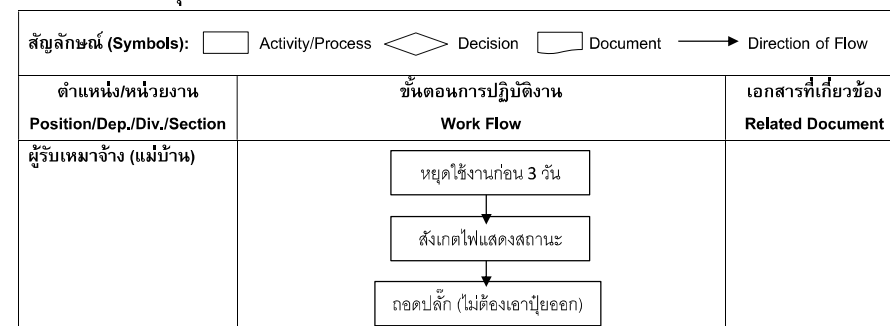 สัญลักษณ์ (Symbols): Activity/Process Decision Document Direction of Flow
ตำแหน่ง/หน่วยงาน ขั้นตอนการปฏิบัติงาน เอกสารที่เกี่ยวข้อง
Position/Dep./Div./Section Work Flow Related Document
ผู้รับเหมาจ้าง (แม่บ้าน)
หยุดใช้งานก่อน 3 วัน
สังเกตไฟแสดงสถานะ
ถอดปลั๊ก (ไม่ต้องเอาปุ๋ยออก)